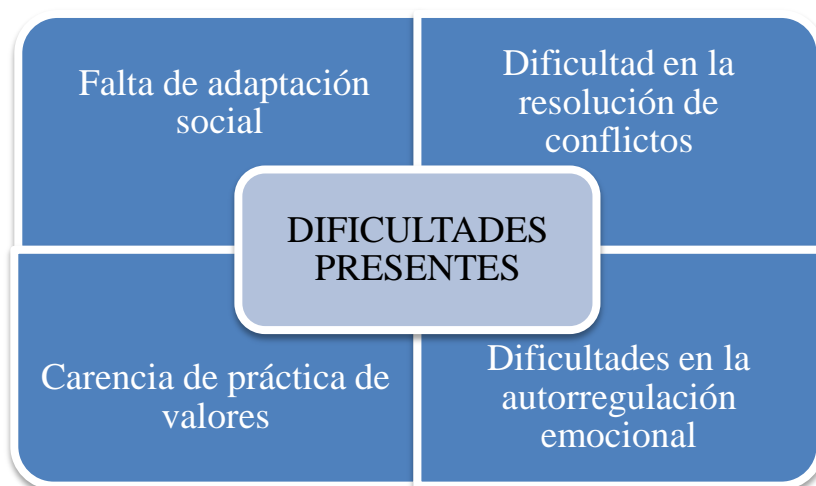 Falta de adaptación
social
Dificultad en la
resolución de
conflictos
DIFICULTADES
PRESENTES
Carencia de práctica de
valores
Dificultades en la
autorregulación
emocional